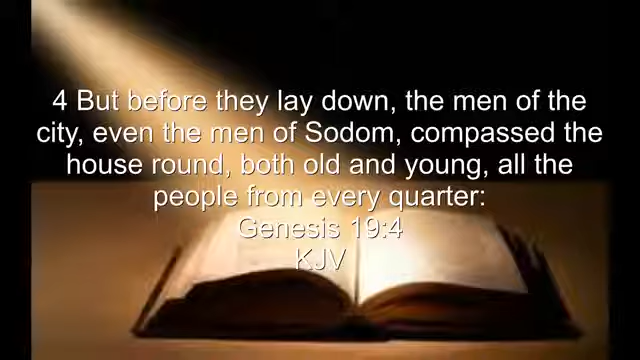 4 But before they lay down, the men of the
city, even the men of Sodom, compassed the
house round, both old and young, all the
people from every quarter:
Genesis 19:4
KJV